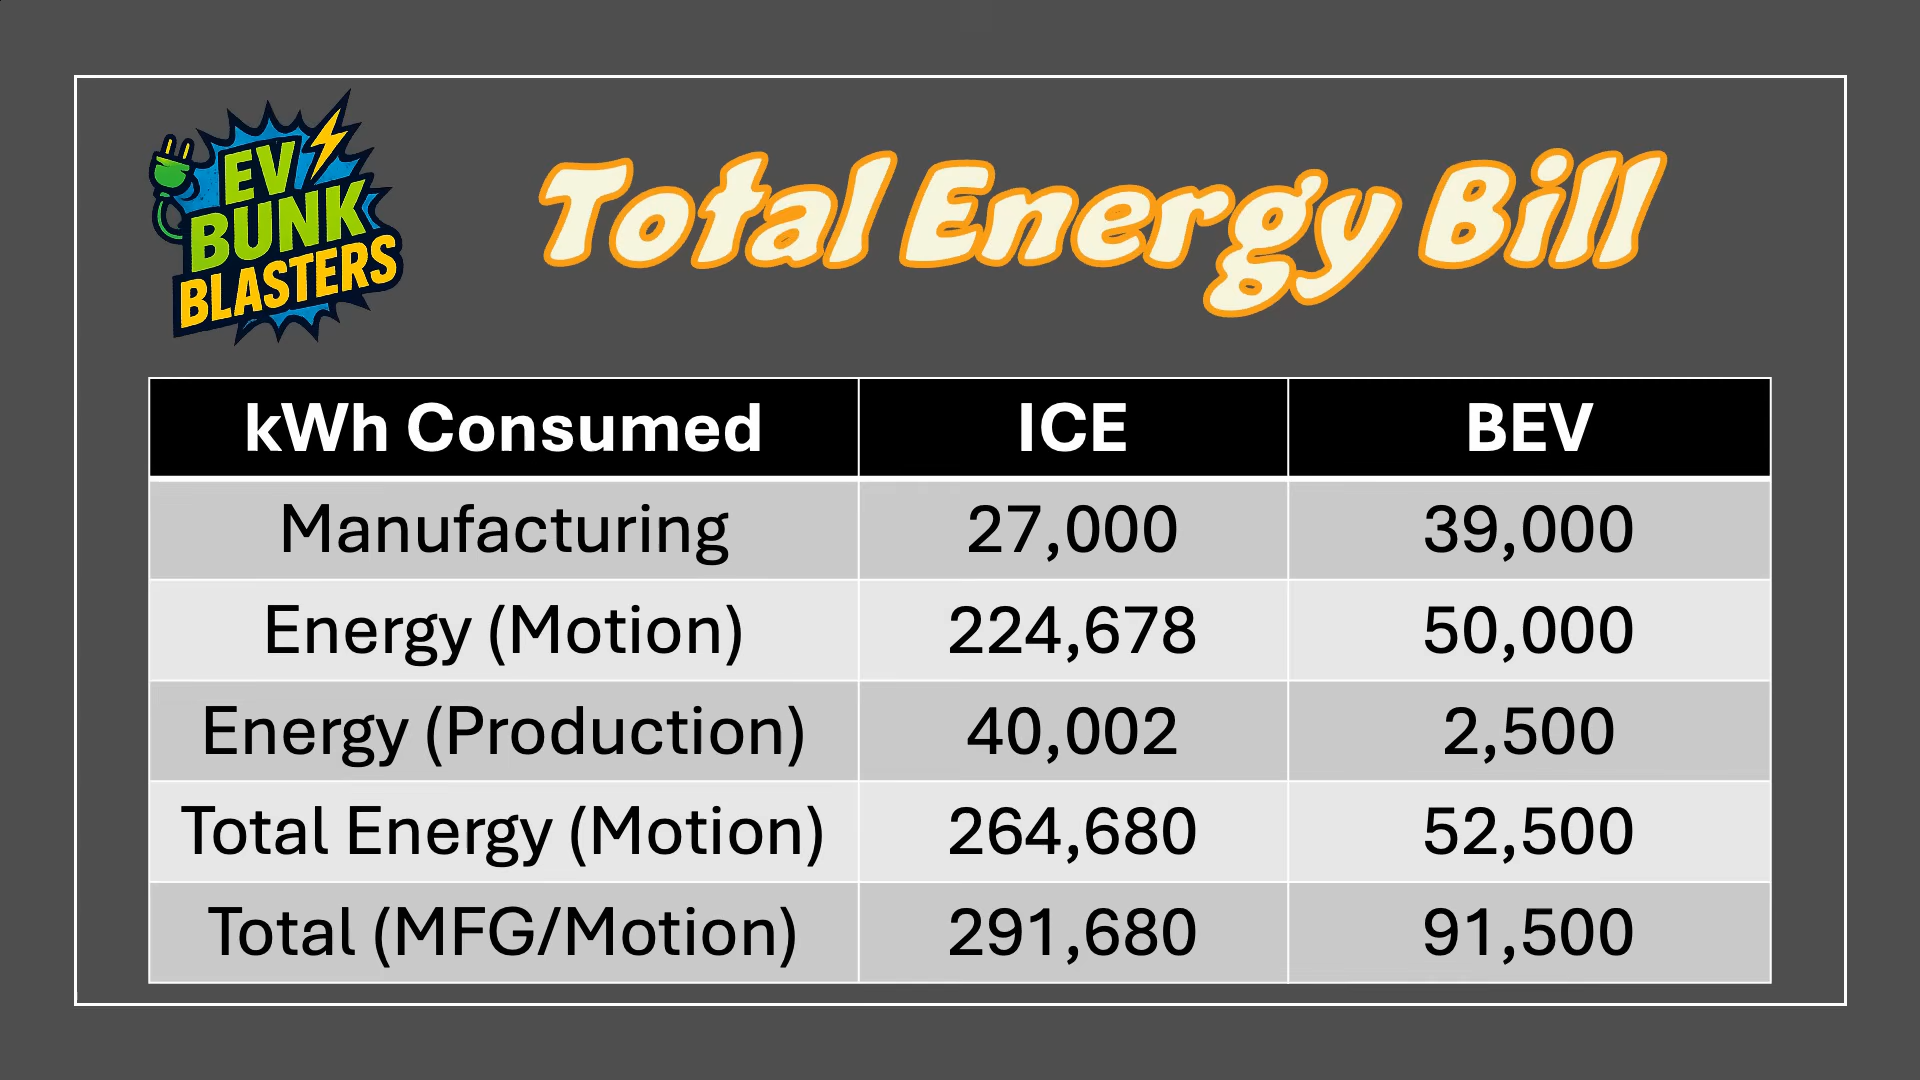 EV
BUNK
BLASTERS
Total Energy Bill
kWh Consumed ICE BEV
Manufacturing 27,000 39,000
Energy (Motion) 224,678 50,000
Energy (Production) 40,002 2,500
Total Energy (Motion) 264,680 52,500
Total (MFG/Motion) 291,680 91,500